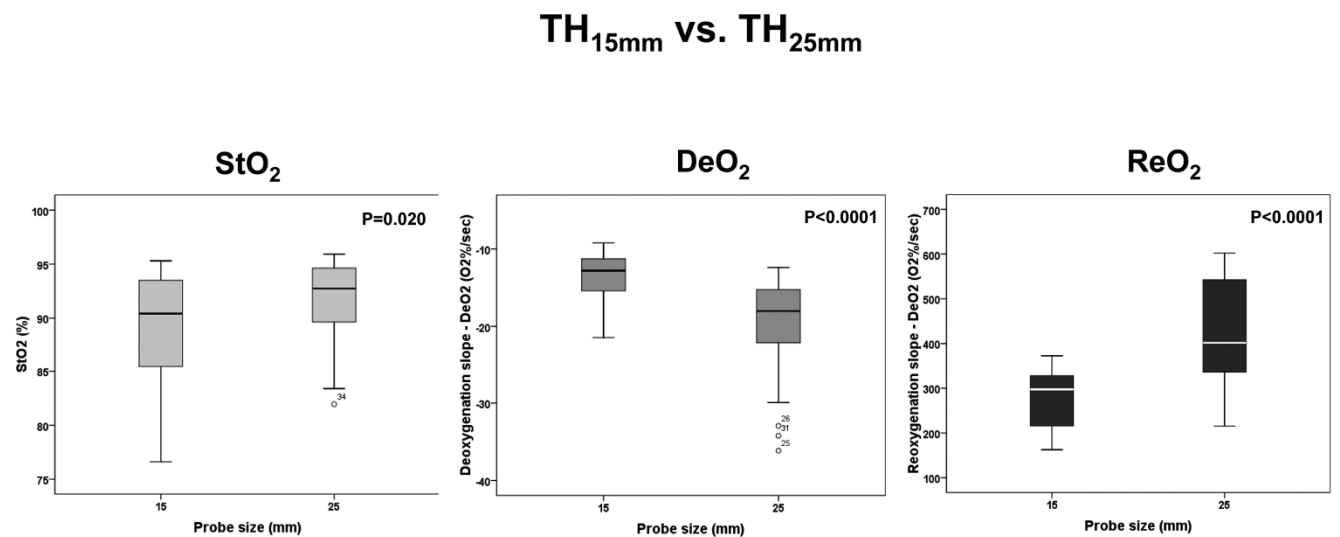 TH15mm vs. TH25mm
StO2
DeO2
ReO2
P=0.020
100
95
90
85
80
75
StO2 (%)
34
15
25
Probe size (mm)
P<0.0001
-10
-20
-30
-40
Deoxygenation slope - DeO2 (O2%/sec)
26
31
25
15
25
Probe size (mm)
P<0.0001
700
600
500
400
300
200
100
Reoxygenation slope - DeO2 (O2%/sec)
15
25
Probe size (mm)